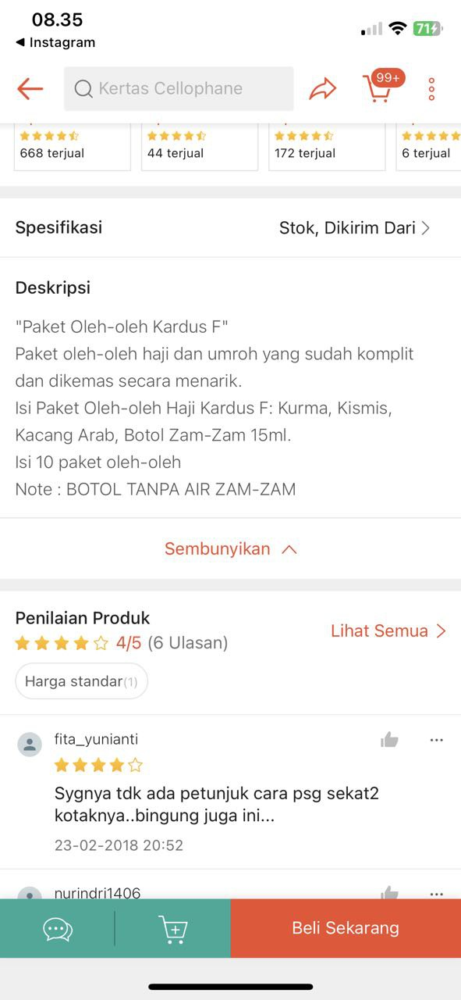 08.35
◀ Instagram
71
Kertas Cellophane
99+
668 terjual
44 terjual
172 terjual
6 terjual
Spesifikasi
Stok, Dikirim Dari
Deskripsi
"Paket Oleh-oleh Kardus F"
Paket oleh-oleh haji dan umroh yang sudah komplit
dan dikemas secara menarik.
Isi Paket Oleh-oleh Haji Kardus F: Kurma, Kismis,
Kacang Arab, Botol Zam-Zam 15ml.
Isi 10 paket oleh-oleh
Note : BOTOL TANPA AIR ZAM-ZAM
Sembunyikan
Penilaian Produk
4/5 (6 Ulasan)
Lihat Semua
Harga standar(1)
fita_yunianti
Sygnya tdk ada petunjuk cara psg sekat2
kotaknya..bingung juga ini...
23-02-2018 20:52
nurindri1406
Beli Sekarang